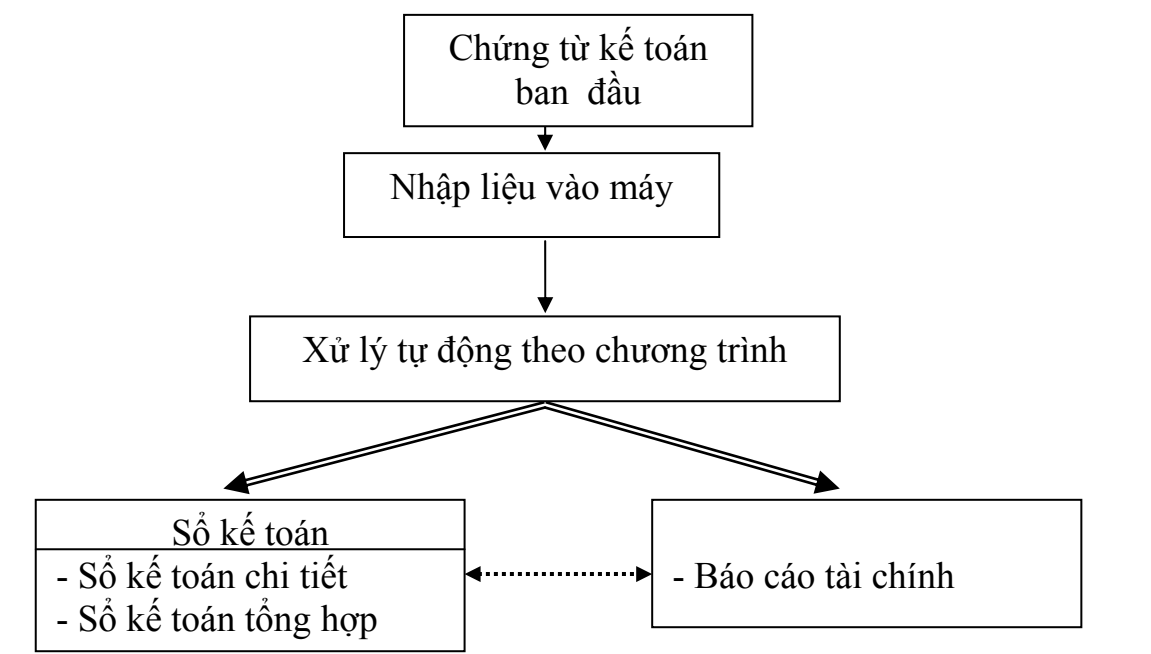 Chứng từ kế toán
ban đầu
Nhập liệu vào máy
Xử lý tự động theo chương trình
Sổ kế toán
- Sổ kế toán chi tiết
- Sổ kế toán tổng hợp
- Báo cáo tài chính